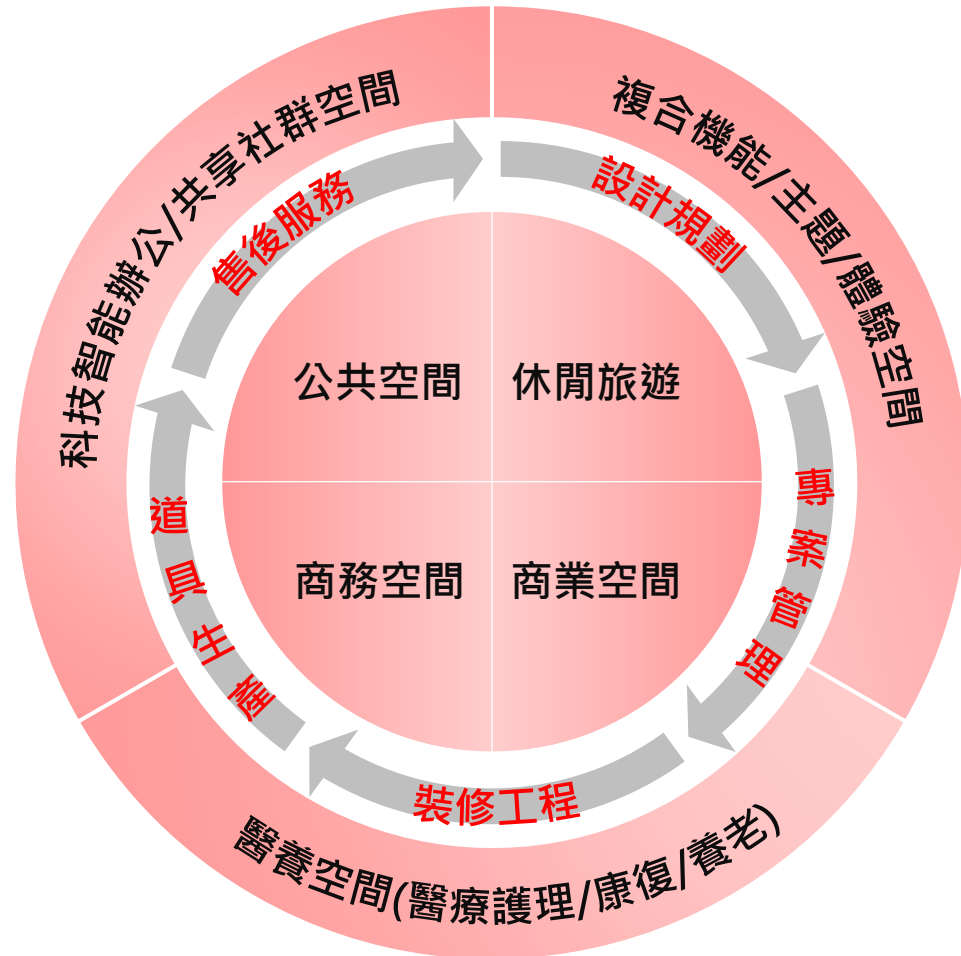 科技智能辦公/共享社群空間
複合機能/主題/體驗空間
醫養空間(醫療護理/康復/養老)
設計規劃
專案管理
裝修工程
道具生產
售後服務
公共空間
休閒旅遊
商務空間
商業空間